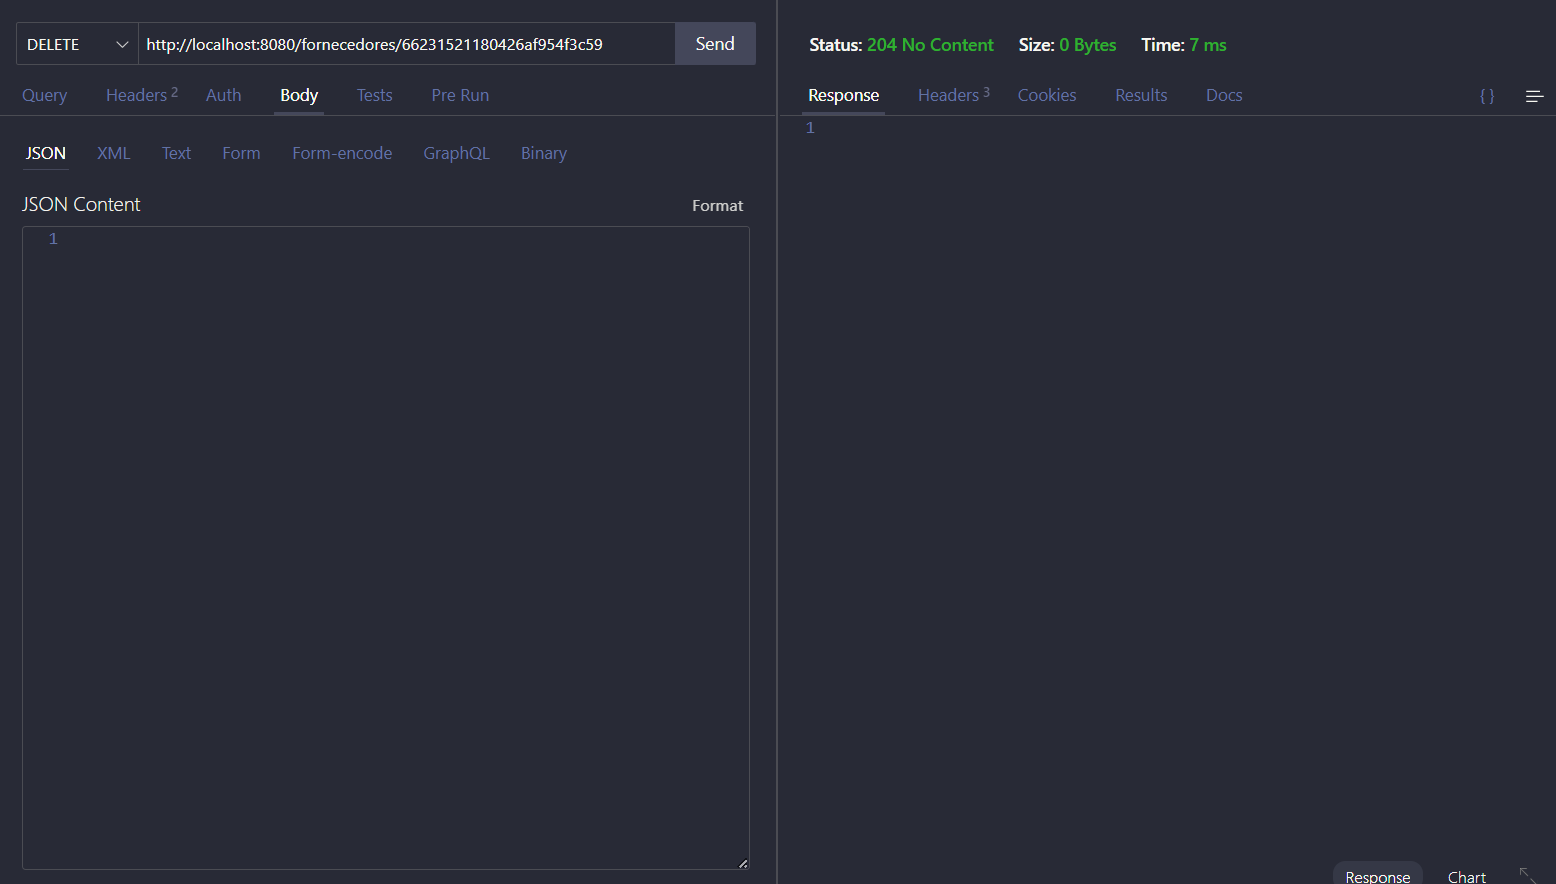 DELETE http://localhost:8080/fornecedores/66231521180426af954f3c59 Send
Query Headers 2 Auth Body Tests Pre Run
JSON XML Text Form Form-encode GraphQL Binary
JSON Content Format
1
Status: 204 No Content Size: 0 Bytes Time: 7 ms
Response Headers 3 Cookies Results Docs { }
1
Response Chart